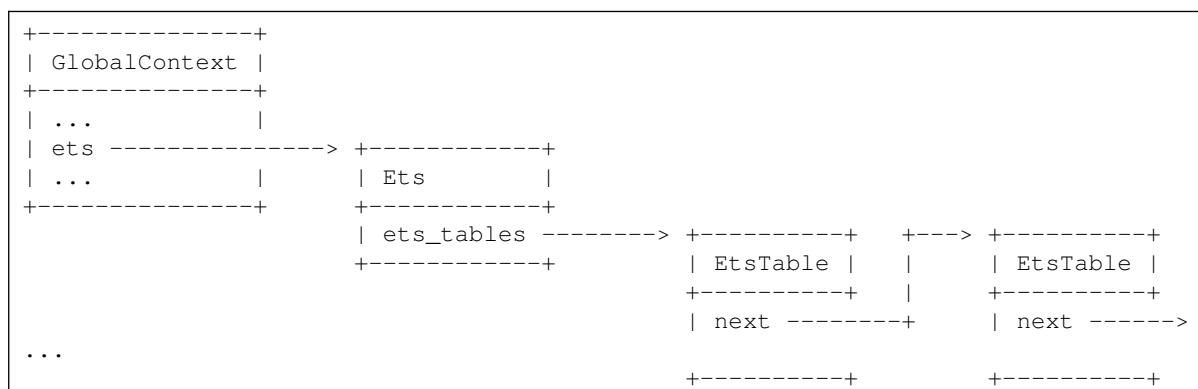 +---------------+
| GlobalContext |
+---------------+
| ...           |
| ets ---------------> +------------+
| ...           |      | Ets        |
+---------------+      +------------+
                       | ets_tables --------> +----------+   +---> +----------+
                       +------------+         | EtsTable |   |     | EtsTable |
                                              +----------+   |     +----------+
                                              | next --------+     | next ------>
...
                                              +----------+         +----------+